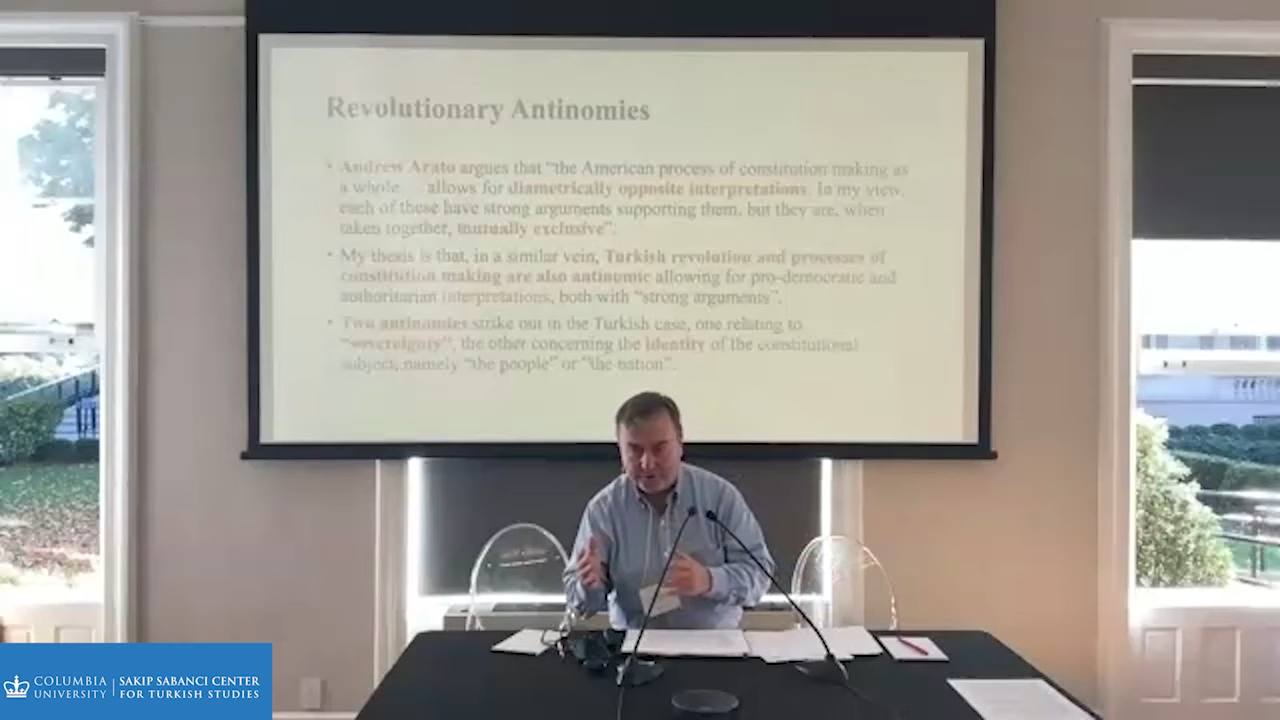 Revolutionary Antinomies
• Andrew Arato argues that “the American process of constitution making as
a whole . . . allows for diametrically opposite interpretations. In my view,
each of these have strong arguments supporting them, but they are, when
taken together, mutually exclusive”.
• My thesis is that, in a similar vein, Turkish revolution and processes of
constitution making are also antinomic allowing for pro-democratic and
authoritarian interpretations, both with “strong arguments”.
• Two antinomies strike out in the Turkish case, one relating to
“sovereignty”, the other concerning the identity of the constitutional
subject, namely “the people” or “the nation”.
COLUMBIA
UNIVERSITY
SAKIP SABANCI CENTER
FOR TURKISH STUDIES